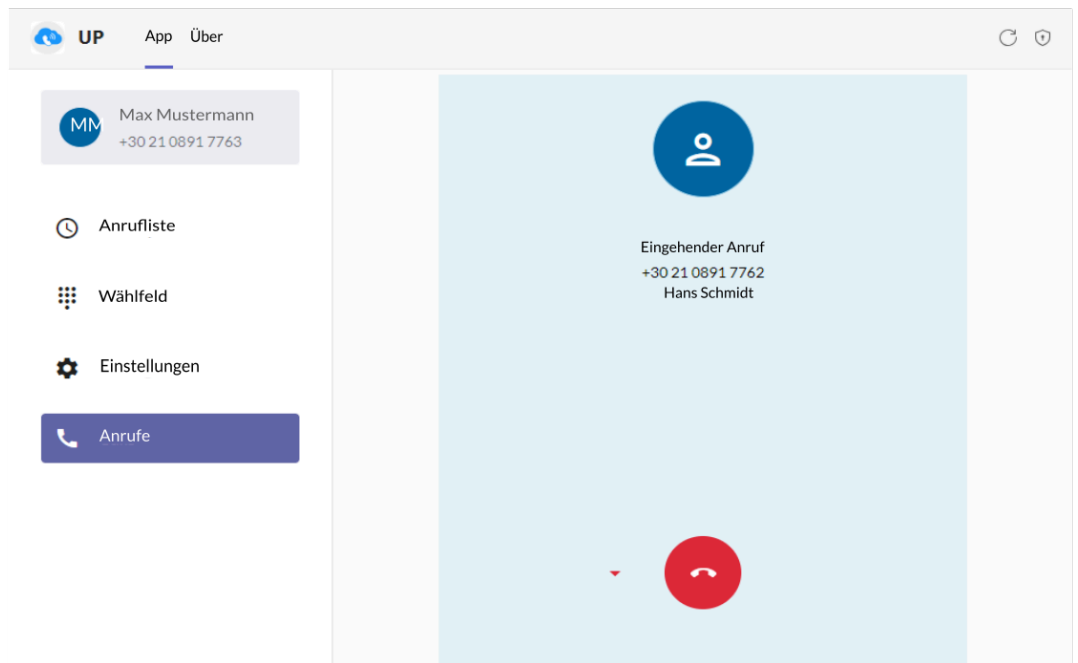 UP
App
Über
MM
Max Mustermann
+30 21 0891 7763
Anrufliste
Wählfeld
Einstellungen
Anrufe
Eingehender Anruf
+30 21 0891 7762
Hans Schmidt